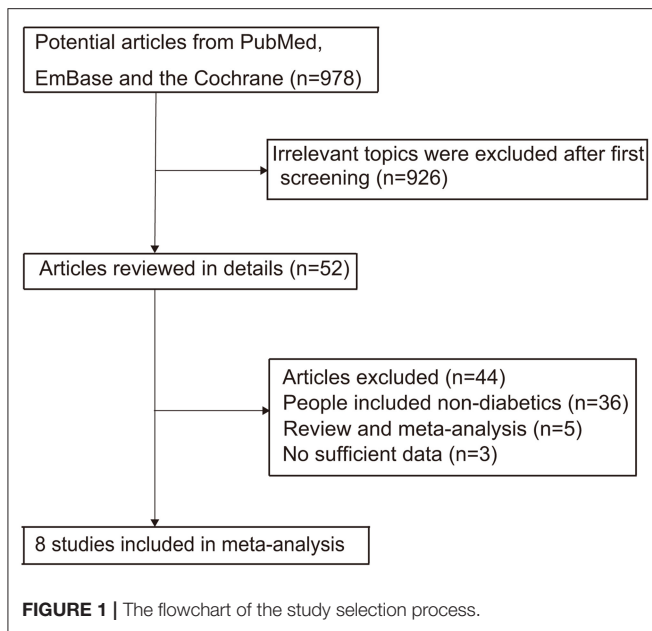 Potential articles from PubMed,
EmBase and the Cochrane (n=978)
Irrelevant topics were excluded after first
screening (n=926)
Articles reviewed in details (n=52)
Articles excluded (n=44)
People included non-diabetics (n=36)
Review and meta-analysis (n=5)
No sufficient data (n=3)
8 studies included in meta-analysis
FIGURE 1 | The flowchart of the study selection process.